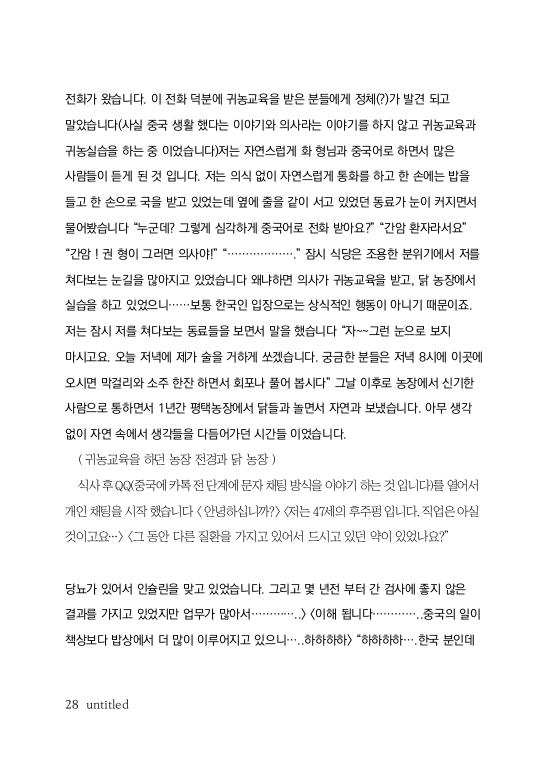 전화가 왔습니다. 이 전화 덕분에 귀농교육을 받은 분들에게 정체(?)가 발견 되고
말았습니다(사실 중국 생활 했다는 이야기와 의사라는 이야기를 하지 않고 귀농교육과
귀농실습을 하는 중 이었습니다)저는 자연스럽게 화 형님과 중국어로 하면서 많은
사람들이 듣게 된 것 입니다. 저는 의식 없이 자연스럽게 통화를 하고 한 손에는 밥을
들고 한 손으로 국을 받고 있었는데 옆에 줄을 같이 서고 있었던 동료가 눈이 커지면서
물어봤습니다 “누군데? 그렇게 심각하게 중국어로 전화 받아요?” “간암 환자라서요”
“간암 ! 권 형이 그러면 의사야!” “……………….” 잠시 식당은 조용한 분위기에서 저를
쳐다보는 눈길을 많아지고 있었습니다 왜냐하면 의사가 귀농교육을 받고, 닭 농장에서
실습을 하고 있었으니……보통 한국인 입장으로는 상식적인 행동이 아니기 때문이죠.
저는 잠시 저를 쳐다보는 동료들을 보면서 말을 했습니다 “자~~그런 눈으로 보지
마시고요. 오늘 저녁에 제가 술을 거하게 쏘겠습니다. 궁금한 분들은 저녁 8시에 이곳에
오시면 막걸리와 소주 한잔 하면서 회포나 풀어 봅시다” 그날 이후로 농장에서 신기한
사람으로 통하면서 1년간 평택농장에서 닭들과 놀면서 자연과 보냈습니다. 아무 생각
없이 자연 속에서 생각들을 다듬어가던 시간들 이었습니다.
( 귀농교육을 하던 농장 전경과 닭 농장 )
식사 후 QQ(중국에 카톡 전 단계에 문자 채팅 방식을 이야기 하는 것 입니다)를 열어서
개인 채팅을 시작 했습니다 〈 안녕하십니까?〉 〈저는 47세의 후주펑 입니다. 직업은 아실
것이고요…〉 〈그 동안 다른 질환을 가지고 있어서 드시고 있던 약이 있었나요?”
당뇨가 있어서 인슐린을 맞고 있었습니다. 그리고 몇 년전 부터 간 검사에 좋지 않은
결과를 가지고 있었지만 업무가 많아서…………..〉 〈이해 됩니다…………..중국의 일이
책상보다 밥상에서 더 많이 이루어지고 있으니…..하하하하〉 “하하하하….한국 분인데
28 untitled